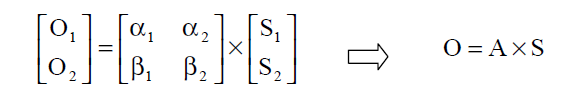 [O₁ O₂] = [α₁ α₂ β₁ β₂] × [S₁ S₂] ⇨ O = A × S